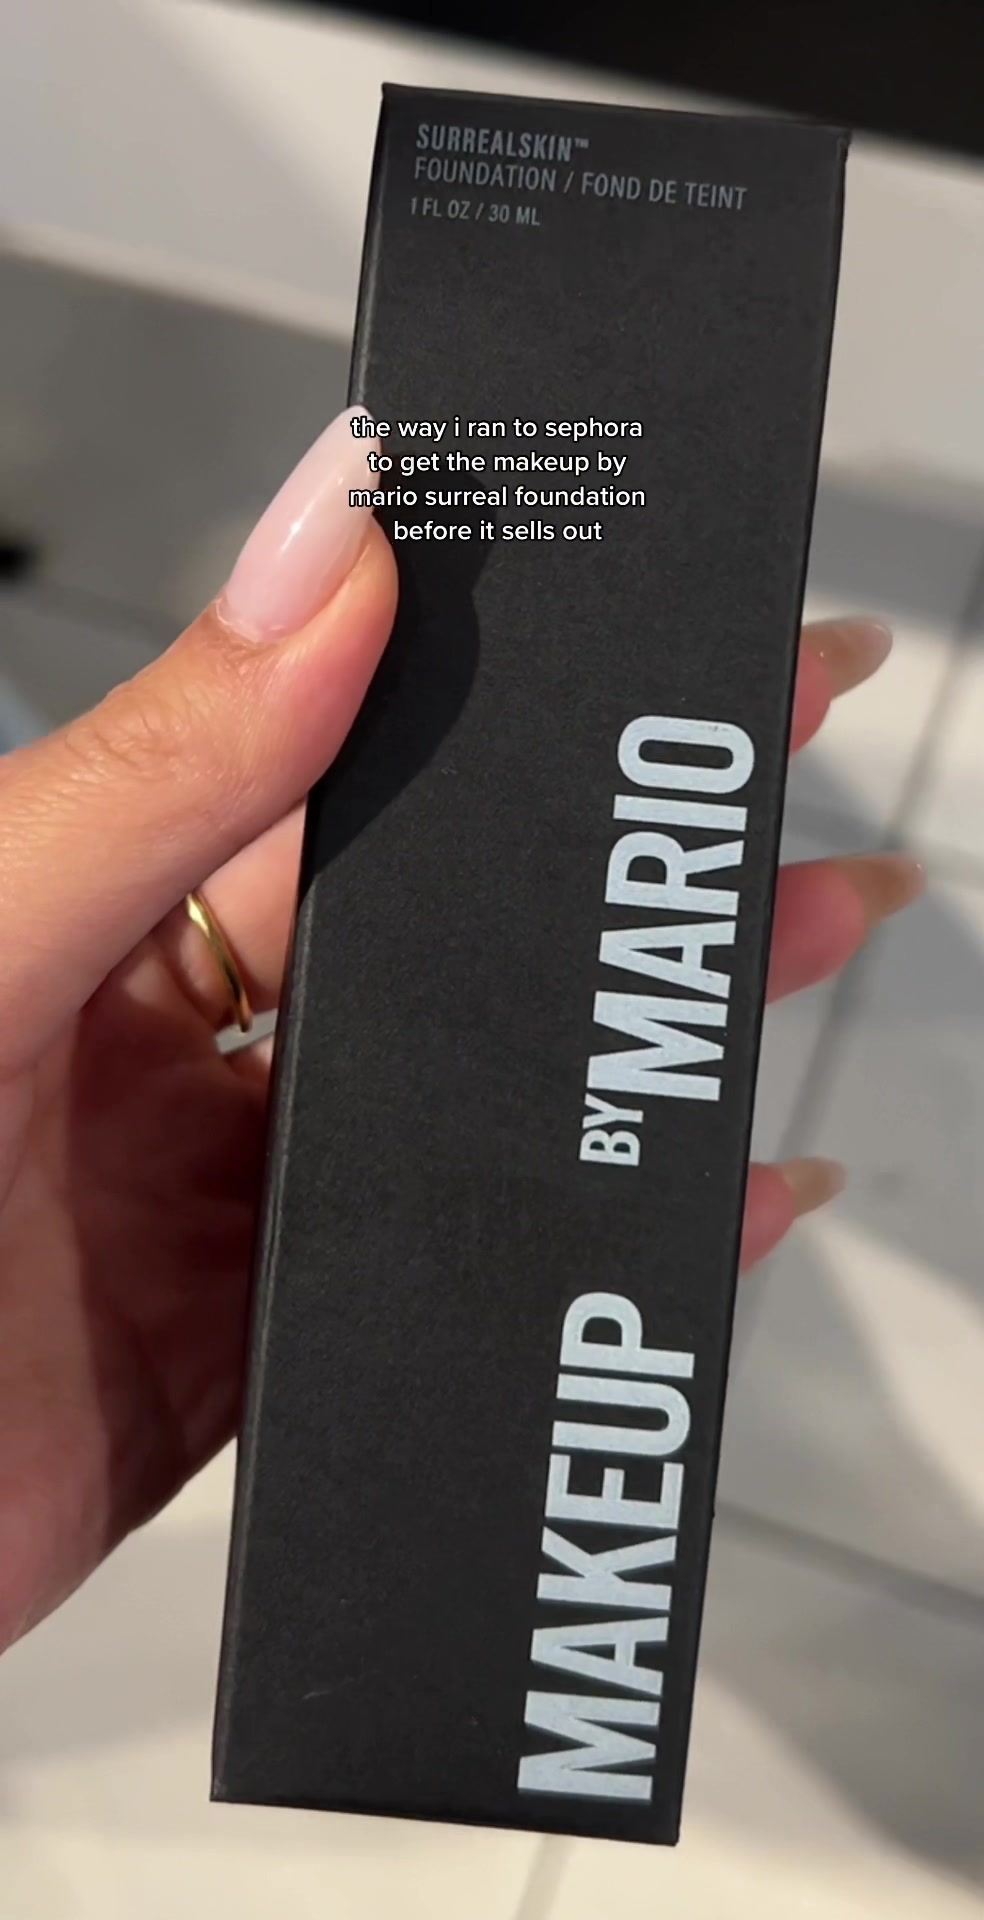 SURREALSKIN™
FOUNDATION / FOND DE TEINT
1 FL OZ / 30 ML
the way i ran to sephora
to get the makeup by
mario surreal foundation
before it sells out
MAKEUP BY MARIO